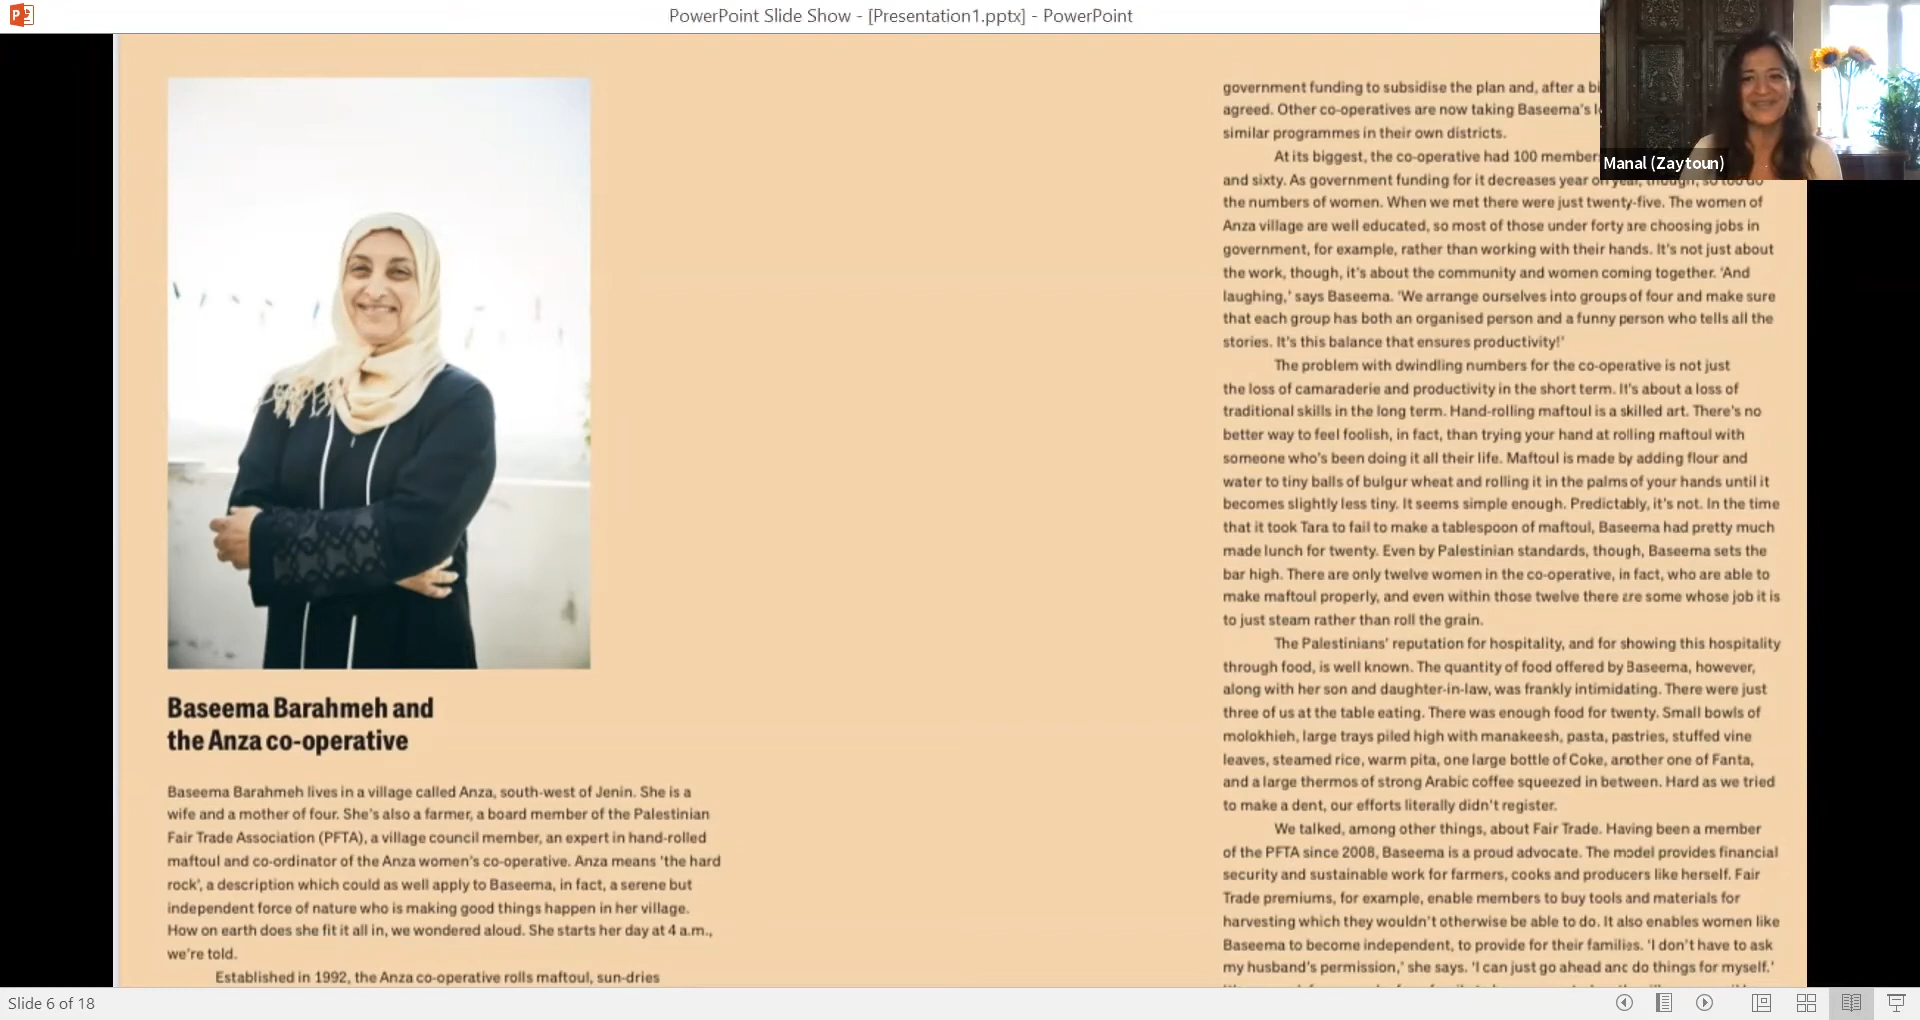 PowerPoint Slide Show - [Presentation1.pptx] - PowerPoint
Manal (Zaytoun)
Baseema Barahmeh and
the Anza co-operative
Baseema Barahmeh lives in a village called Anza, south-west of Jenin. She is a
wife and a mother of four. She's also a farmer, a board member of the Palestinian
Fair Trade Association (PFTA), a village council member, an expert in hand-rolled
maftoul and co-ordinator of the Anza women's co-operative. Anza means 'the hard
rock', a description which could as well apply to Baseema, in fact, a serene but
independent force of nature who is making good things happen in her village.
How on earth does she fit it all in, we wondered aloud. She starts her day at 4 a.m.,
we're told.
Established in 1992, the Anza co-operative rolls maftoul, sun-dries
government funding to subsidise the plan and, after a
agreed. Other co-operatives are now taking Baseema's
similar programmes in their own districts.
At its biggest, the co-operative had 100
and sixty. As government funding for it decreases year on year, though, so too do
the numbers of women. When we met there were just twenty-five. The women of
Anza village are well educated, so most of those under forty are choosing jobs in
government, for example, rather than working with their hands. It's not just about
the work, though, it's about the community and women coming together. 'And
laughing,' says Baseema. 'We arrange ourselves into groups of four and make sure
that each group has both an organised person and a funny person who tells all the
stories. It's this balance that ensures productivity!'
The problem with dwindling numbers for the co-operative is not just
the loss of camaraderie and productivity in the short term. It's about a loss of
traditional skills in the long term. Hand-rolling maftoul is a skilled art. There's no
better way to feel foolish, in fact, than trying your hand at rolling maftoul with
someone who's been doing it all their life. Maftoul is made by adding flour and
water to tiny balls of bulgur wheat and rolling it in the palms of your hands until it
becomes slightly less tiny. It seems simple enough. Predictably, it's not. In the time
that it took Tara to fail to make a tablespoon of maftoul, Baseema had pretty much
made lunch for twenty. Even by Palestinian standards, though, Baseema sets the
bar high. There are only twelve women in the co-operative, in fact, who are able to
make maftoul properly, and even within those twelve there are some whose job it is
to just steam rather than roll the grain.
The Palestinians' reputation for hospitality, and for showing this hospitality
through food, is well known. The quantity of food offered by Baseema, however,
along with her son and daughter-in-law, was frankly intimidating. There were just
three of us at the table eating. There was enough food for twenty. Small bowls of
molokhieh, large trays piled high with manakeesh, pasta, pastries, stuffed vine
leaves, steamed rice, warm pita, one large bottle of Coke, another one of Fanta,
and a large thermos of strong Arabic coffee squeezed in between. Hard as we tried
to make a dent, our efforts literally didn't register.
We talked, among other things, about Fair Trade. Having been a member
of the PFTA since 2008, Baseema is a proud advocate. The model provides financial
security and sustainable work for farmers, cooks and producers like herself. Fair
Trade premiums, for example, enable members to buy tools and materials for
harvesting which they wouldn't otherwise be able to do. It also enables women like
Baseema to become independent, to provide for their families. 'I don't have to ask
my husband's permission,' she says. 'I can just go ahead and do things for myself.'
Slide 6 of 18